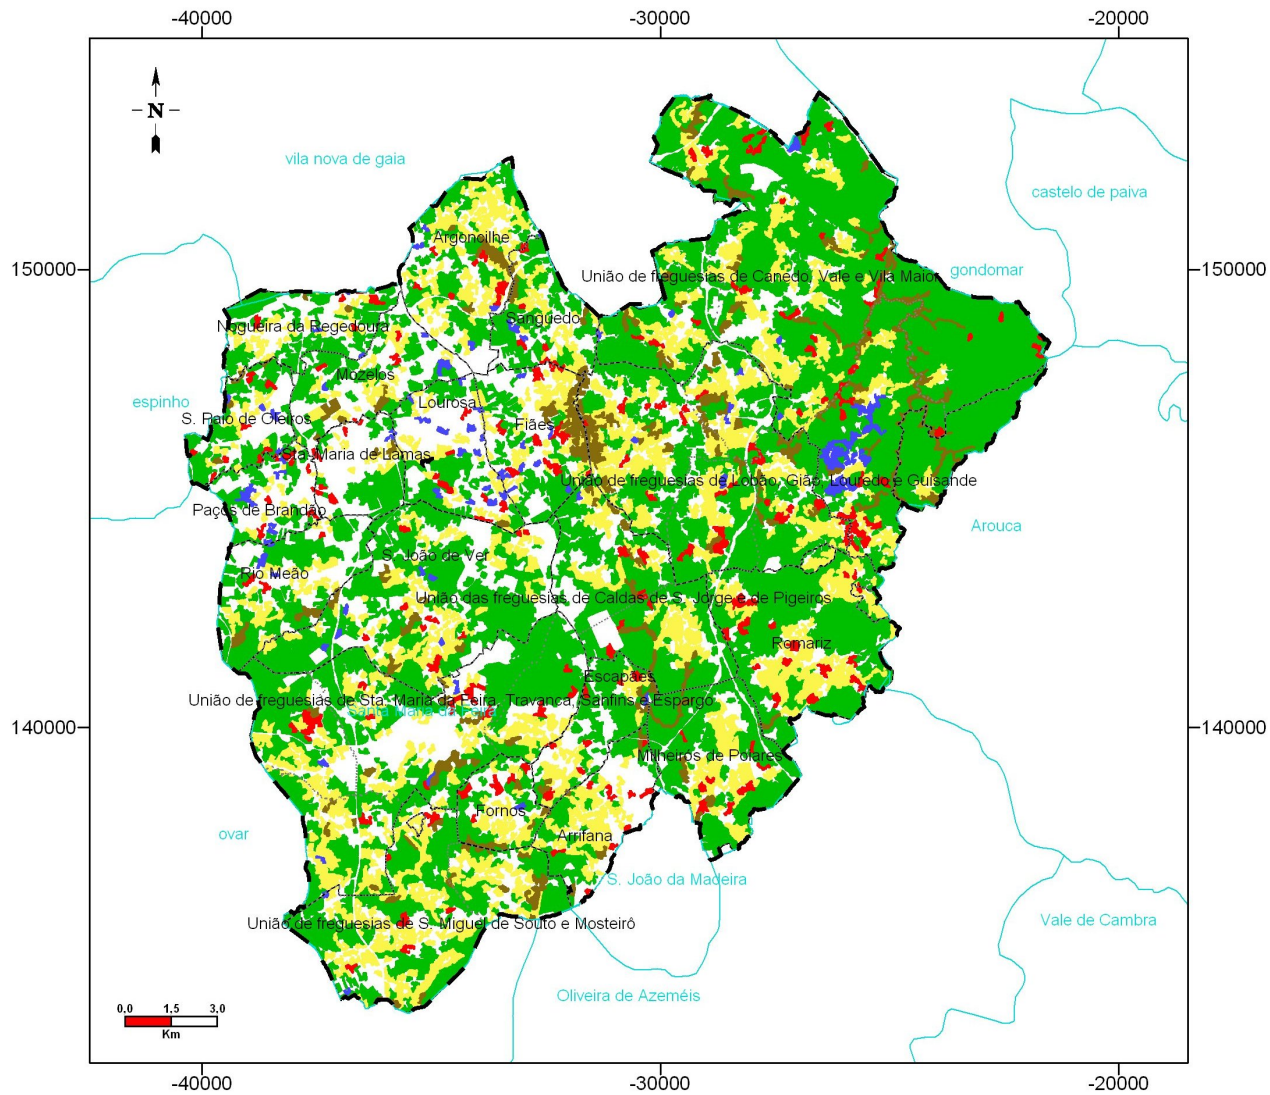 -40000 -30000 -20000
N
vila nova de gaia
castelo de paiva
Argoncilhe
150000 150000
gondomar
União de freguesias de Canedo, Vale e Vila Maior
Sanguedo
Nogueira da Regedoura
Mozelos
espinho
Lourosa
S. Paio de Oleiros
Fiães
Sta. Maria de Lamas
União de freguesias de Lobão, Gião, Louredo e Guisande
Paços de Brandão
Arouca
S. João de Ver
Rio Meão
União das freguesias de Caldas de S. Jorge e de Pigeiros
Romariz
Escapães
União de freguesias de Sta. Maria da Feira, Travanca, Sanfins e Espargo
Santa Maria da Feira
140000 140000
Milheirós de Poiares
Fornos
ovar
Arrifana
S. João da Madeira
União de freguesias de S. Miguel de Souto e Mosteirô
Vale de Cambra
Oliveira de Azeméis
0.0 1.5 3.0
Km
-40000 -30000 -20000